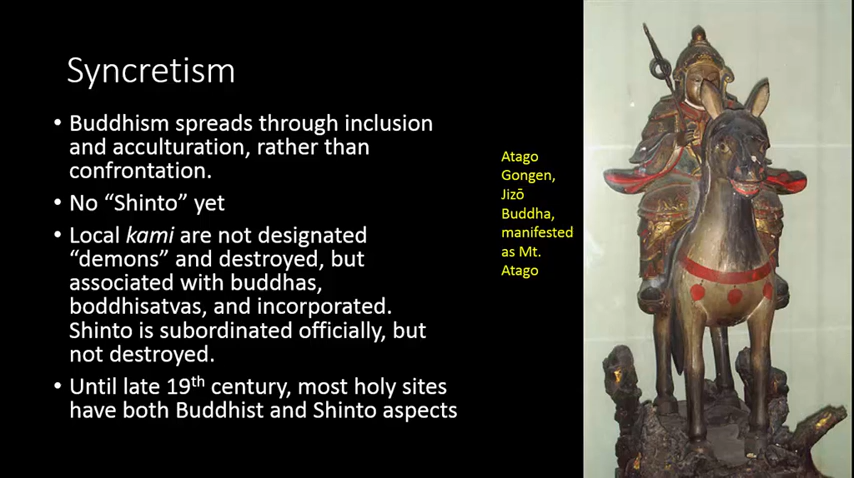 Syncretism
• Buddhism spreads through inclusion
and acculturation, rather than
confrontation.
• No “Shinto” yet
• Local kami are not designated
“demons” and destroyed, but
associated with buddhas,
boddhisatvas, and incorporated.
Shinto is subordinated officially, but
not destroyed.
• Until late 19th century, most holy sites
have both Buddhist and Shinto aspects
Atago
Gongen,
Jizō
Buddha,
manifested
as Mt.
Atago